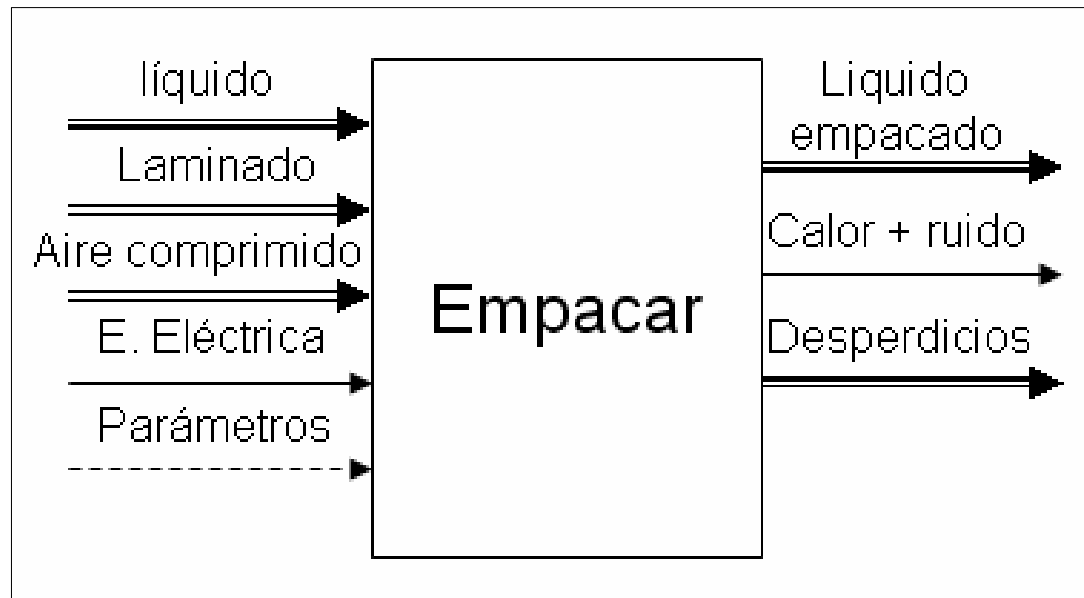 líquido
Laminado
Aire comprimido
E. Eléctrica
Parámetros
Empacar
Liquido
empacado
Calor + ruido
Desperdicios